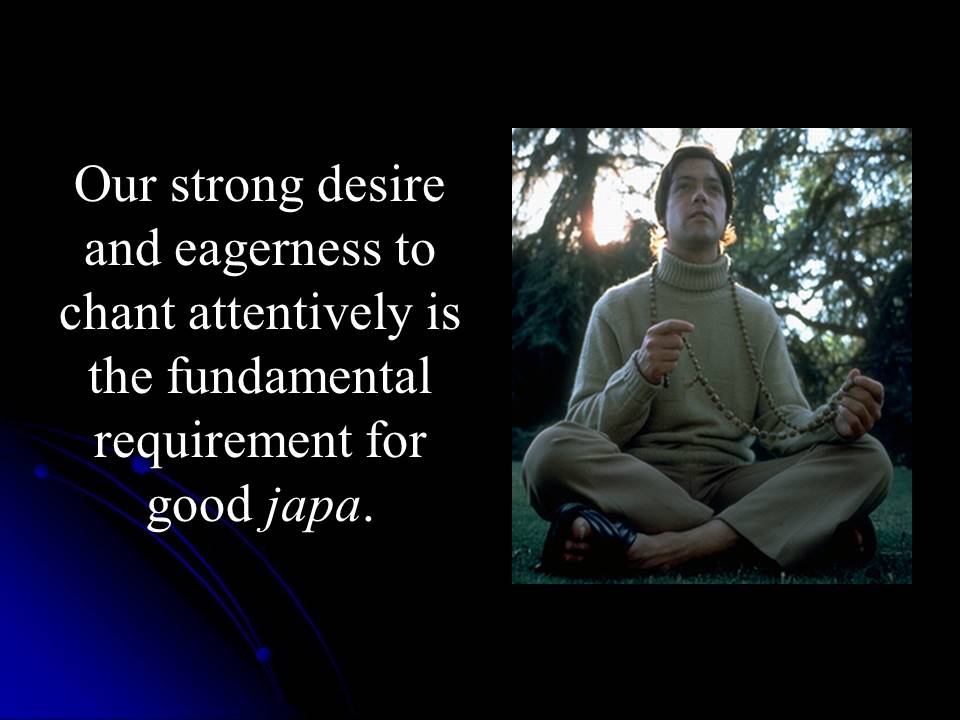 Our strong desire
and eagerness to
chant attentively is
the fundamental
requirement for
good japa.